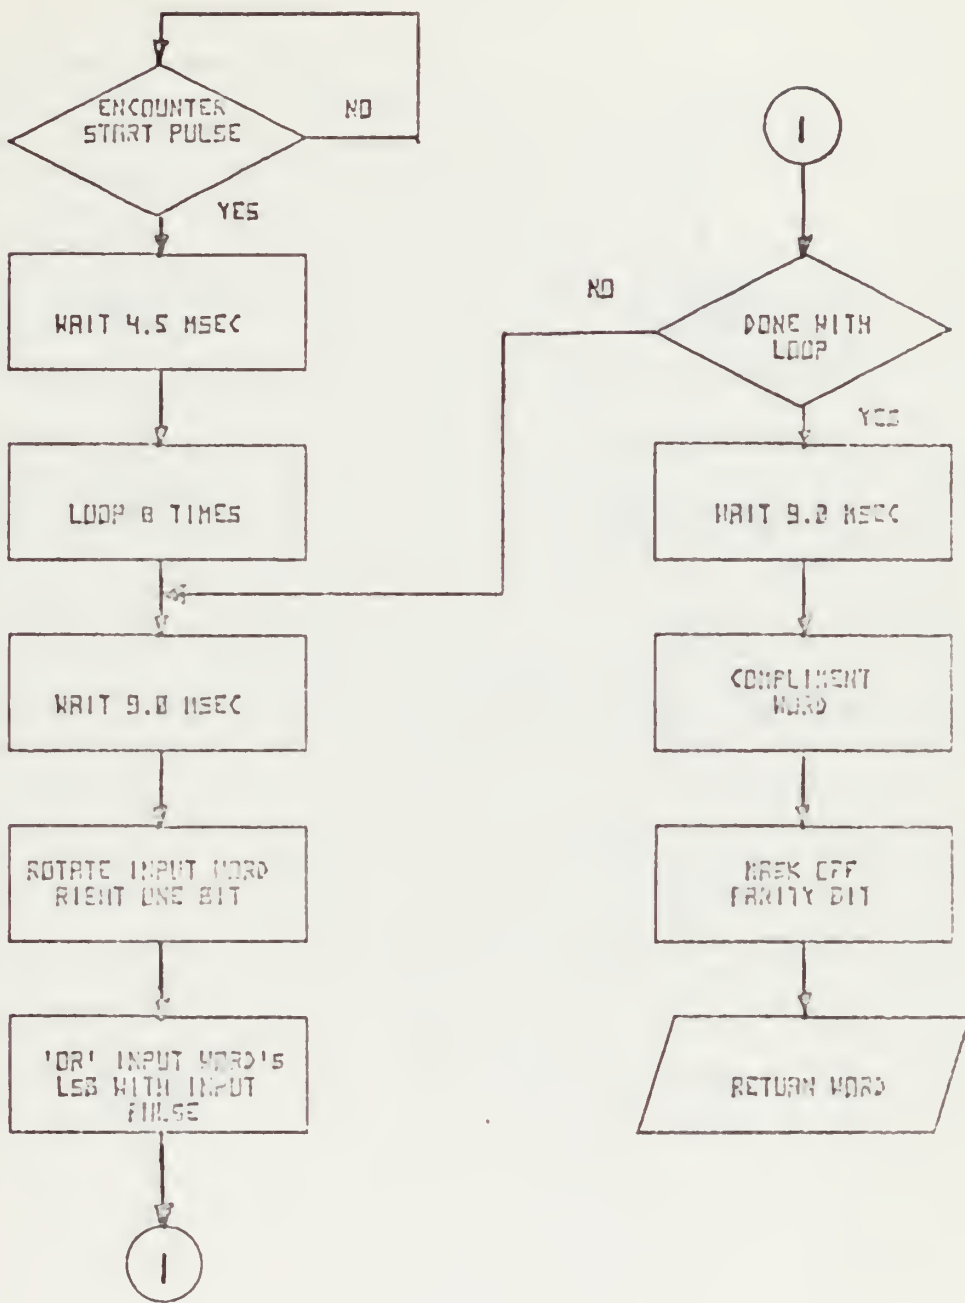 ENCOUNTER
START PULSE
NO
YES
WAIT 4.5 MSEC
LOOP 8 TIMES
WAIT 9.0 MSEC
ROTATE INPUT WORD
RIGHT ONE BIT
'OR' INPUT WORD'S
LSB WITH INPUT
PULSE
1
1
DONE WITH
LOOP
NO
YES
WAIT 9.0 MSEC
COMPLIMENT
WORD
MASK OFF
PARITY BIT
RETURN WORD